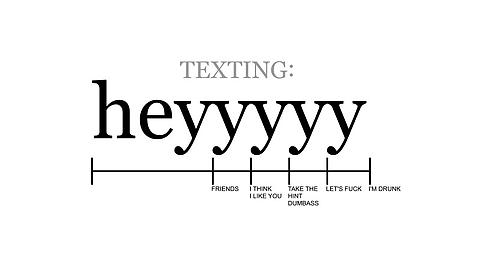 TEXTING:
heyyyyy
FRIENDS
I THINK
I LIKE YOU
TAKE THE
HINT
DUMBASS
LET'S FUCK
I'M DRUNK